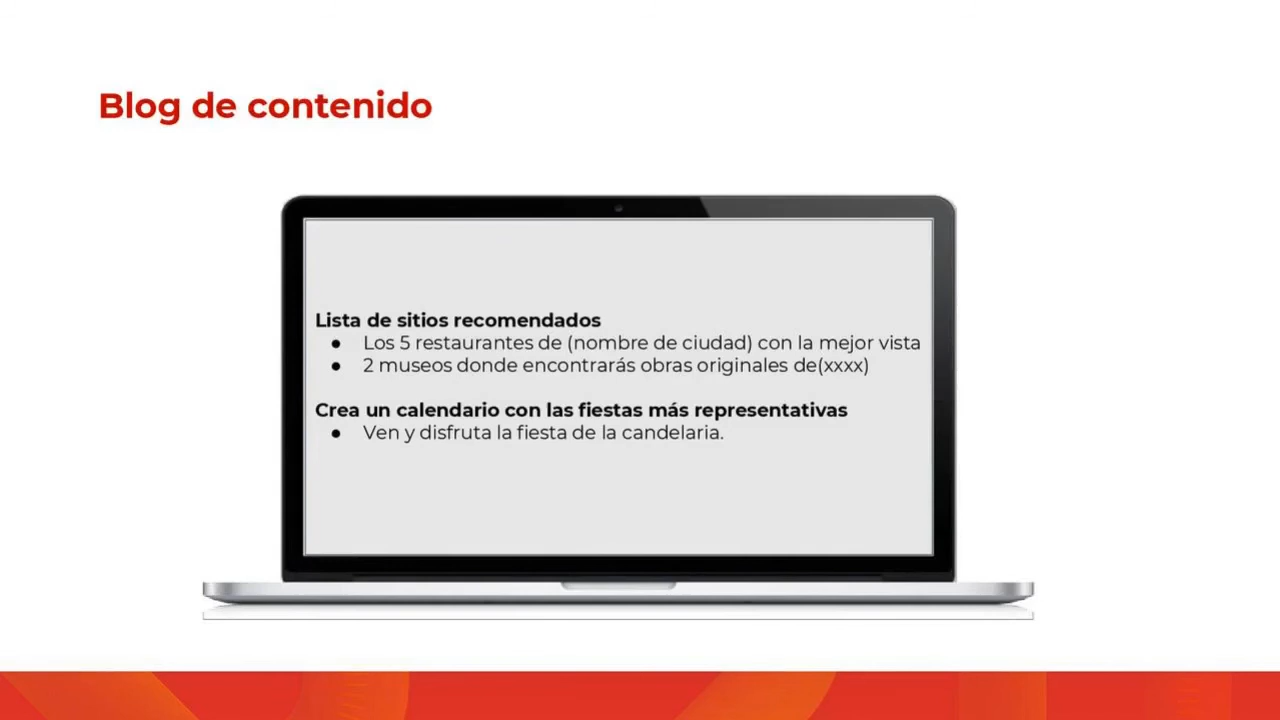 Blog de contenido
Lista de sitios recomendados
● Los 5 restaurantes de (nombre de ciudad) con la mejor vista
● 2 museos donde encontrarás obras originales de(xxxx)
Crea un calendario con las fiestas más representativas
● Ven y disfruta la fiesta de la candelaria.